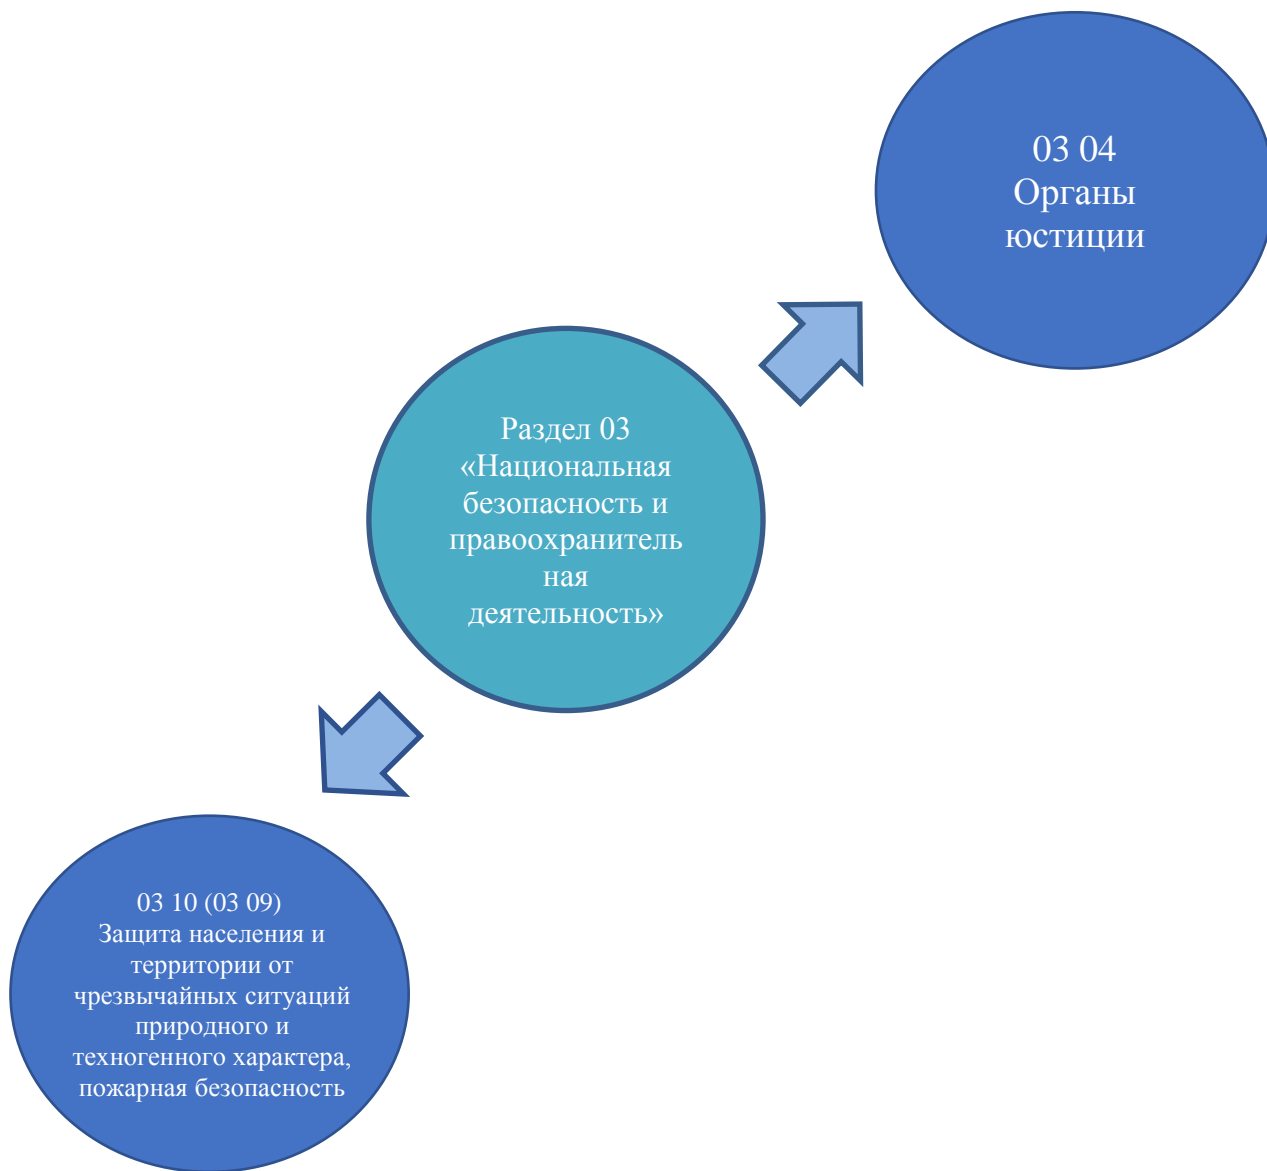 03 04
Органы
юстиции
Раздел 03
«Национальная
безопасность и
правоохранитель
ная
деятельность»
03 10 (03 09)
Защита населения и
территории от
чрезвычайных ситуаций
природного и
техногенного характера,
пожарная безопасность